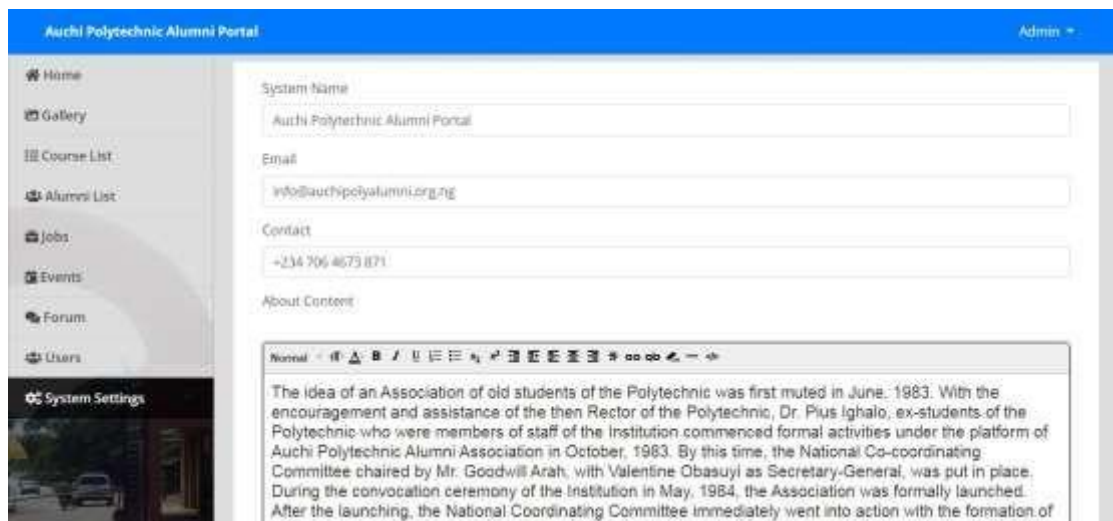 Auchi Polytechnic Alumni Portal
Admin
Home
Gallery
Course List
Alumni List
Jobs
Events
Forum
Users
System Settings
System Name
Auchi Polytechnic Alumni Portal
Email
info@auchipolyalumni.org.ng
Contact
+234 706 4673 871
About Content
Normal
The idea of an Association of old students of the Polytechnic was first muted in June, 1983. With the
encouragement and assistance of the then Rector of the Polytechnic, Dr. Pius Ighalo, ex-students of the
Polytechnic who were members of staff of the Institution commenced formal activities under the platform of
Auchi Polytechnic Alumni Association in October, 1983. By this time, the National Co-coordinating
Committee chaired by Mr. Goodwill Arah, with Valentine Obasuyi as Secretary-General, was put in place.
During the convocation ceremony of the Institution in May, 1984, the Association was formally launched.
After the launching, the National Coordinating Committee immediately went into action with the formation of